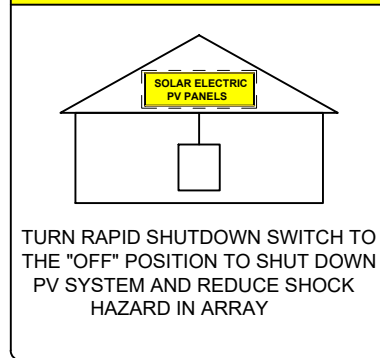 SOLAR ELECTRIC
PV PANELS
TURN RAPID SHUTDOWN SWITCH TO
THE "OFF" POSITION TO SHUT DOWN
PV SYSTEM AND REDUCE SHOCK
HAZARD IN ARRAY